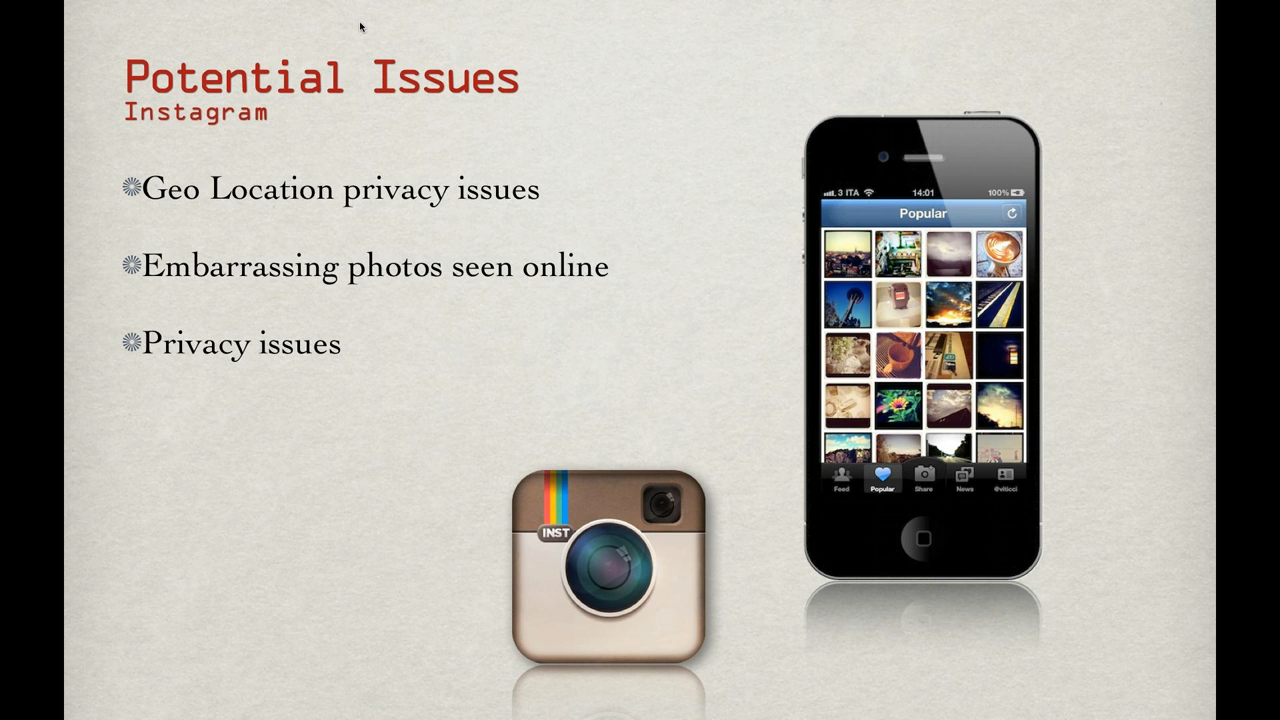 Potential Issues
Instagram
Geo Location privacy issues
Embarrassing photos seen online
Privacy issues
3 ITA 14:01 100%
Popular
Feed Popular Share News @viticci
INST